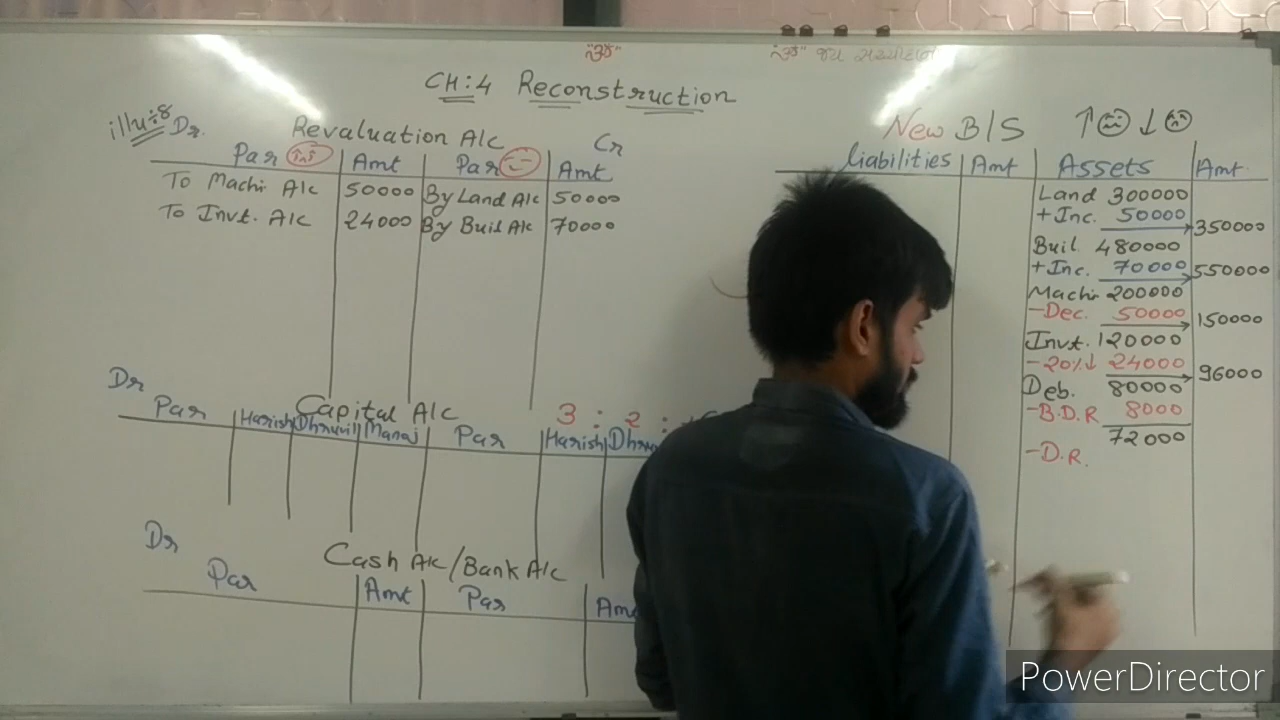 CH:4 Reconstruction
illu:8
Dr. Revaluation A/c Cr
Par Amt Par Amt
To Machi A/c 50000 By Land A/c 50000
To Invt. A/c 24000 By Buil A/c 70000
Dr
Capital A/c 3 : 2 :
Par Harish Dhruvil Manaj Par Harish
Dr
Cash A/c / Bank A/c
Par Amt Par
New B/S ↑ ↓
Liabilities Amt Assets Amt
Land 300000
+ Inc. 50000 350000
Buil 480000
+ Inc. 70000 550000
Machi 200000
- Dec. 50000 150000
Invt. 120000
- 20%↓ 24000 96000
Deb. 80000
- B.D.R 8000
72000
- D.R.
PowerDirector